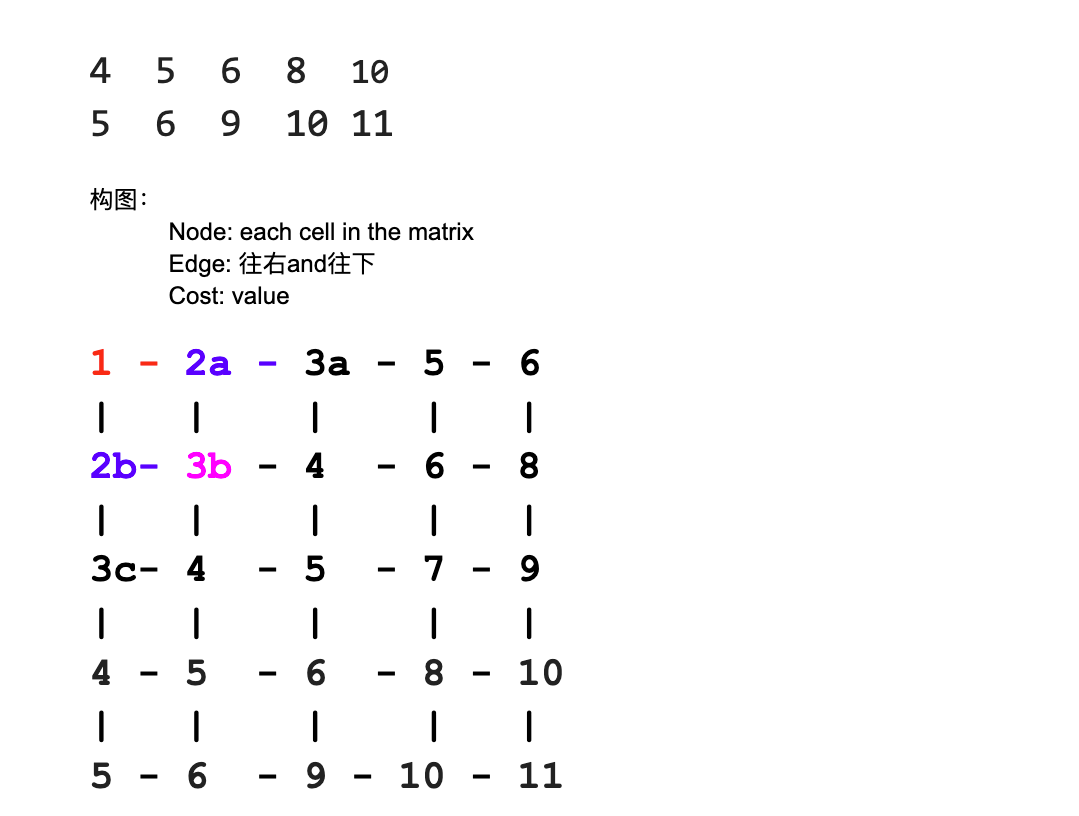 4 5 6 8 10
5 6 9 10 11
构图：
Node: each cell in the matrix
Edge: 往右and往下
Cost: value
1 - 2a - 3a - 5 - 6
| | | | |
2b- 3b - 4 - 6 - 8
| | | | |
3c- 4 - 5 - 7 - 9
| | | | |
4 - 5 - 6 - 8 - 10
| | | | |
5 - 6 - 9 - 10 - 11